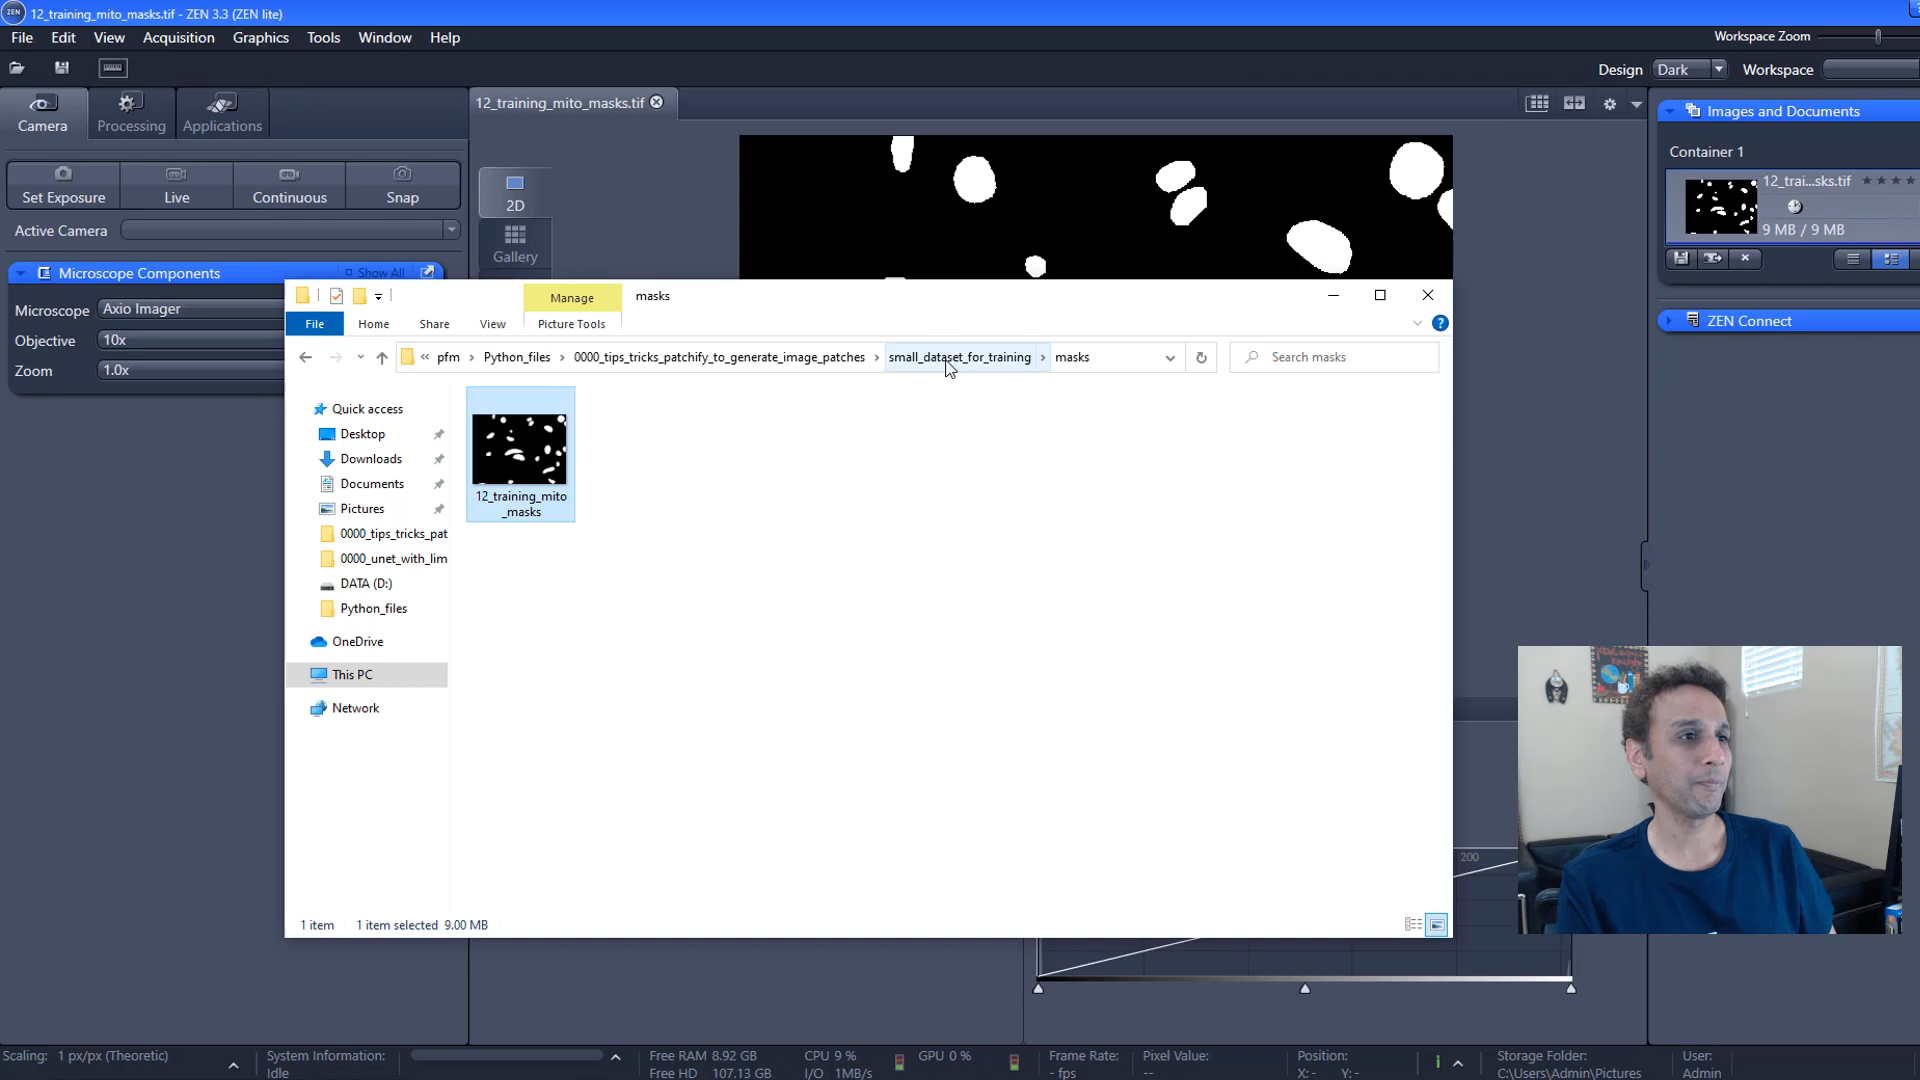 12_training_mito_masks.tif - ZEN 3.3 (ZEN lite)
File Edit View Acquisition Graphics Tools Window Help
Workspace Zoom
Design Dark Workspace
Camera Processing Applications
12_training_mito_masks.tif
Images and Documents
Container 1
12_trai...sks.tif
9 MB / 9 MB
ZEN Connect
Set Exposure Live Continuous Snap
Active Camera
2D
Gallery
Microscope Components Show All
Microscope Axio Imager
Objective 10x
Zoom 1.0x
Manage masks
File Home Share View Picture Tools
« pfm › Python_files › 0000_tips_tricks_patchify_to_generate_image_patches › small_dataset_for_training › masks
Search masks
Quick access
Desktop
Downloads
Documents
Pictures
0000_tips_tricks_pat
0000_unet_with_lim
DATA (D:)
Python_files
OneDrive
This PC
Network
12_training_mito
_masks
1 item 1 item selected 9.00 MB
200
Scaling: 1 px/px (Theoretic)
System Information:
Idle
Free RAM 8.92 GB
Free HD 107.13 GB
CPU 9 %
I/O 1MB/s
GPU 0 %
Frame Rate:
- fps
Pixel Value:
--
Position:
X: - Y: -
Storage Folder:
C:\Users\Admin\Pictures
User:
Admin